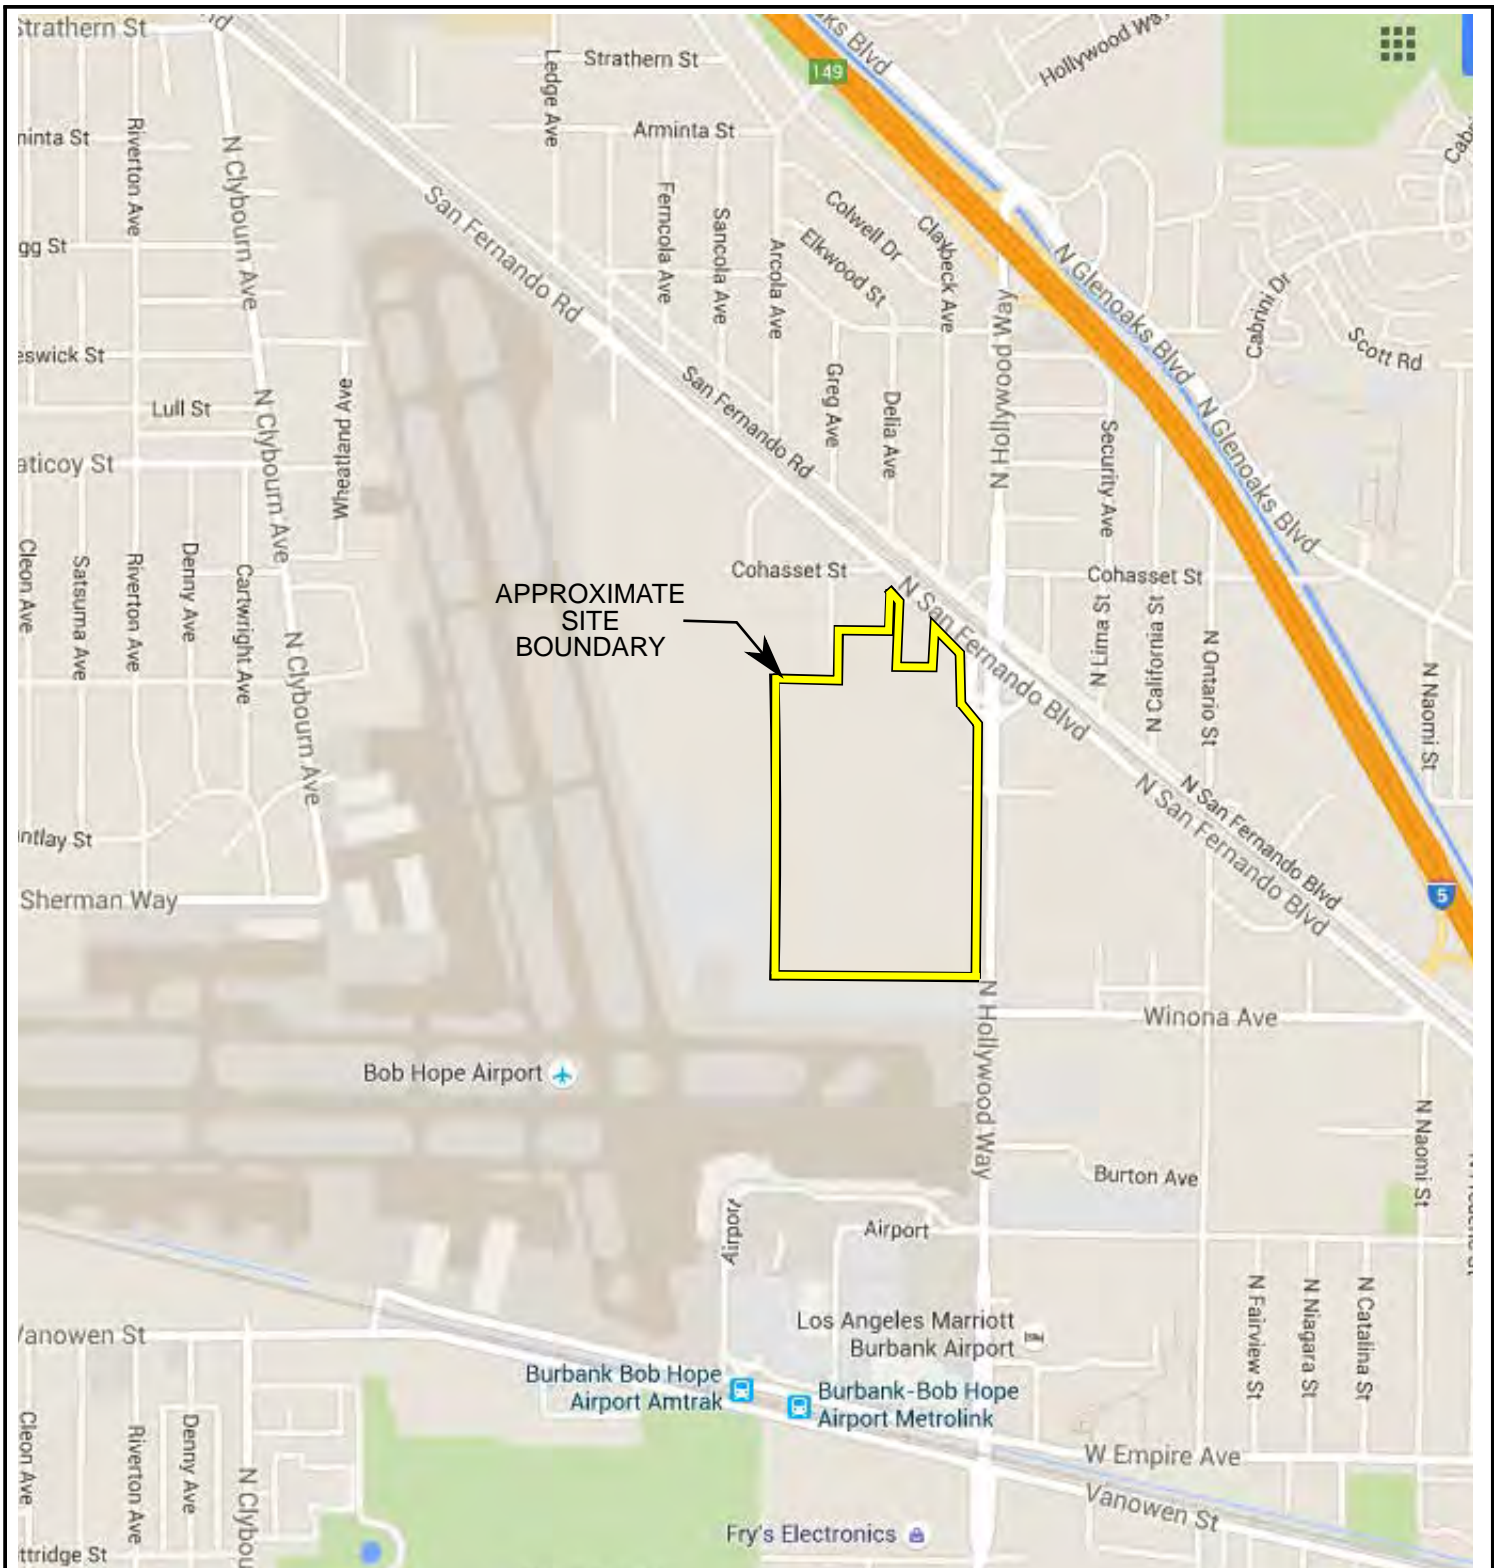 Strathern St
Strathern St
149
Hollywood Way
Ledge Ave
Arminta St
Riverton Ave
N Clybourn Ave
San Fernando Rd
Ferncola Ave
Sancola Ave
Arcola Ave
Colwell Dr
Elkwood St
Claybeck Ave
N Hollywood Way
N Glenoaks Blvd
Cabrini Dr
Scott Rd
gg St
eswick St
Lull St
Wheatland Ave
N Clybourn Ave
San Fernando Rd
Greg Ave
Delia Ave
Security Ave
N Glenoaks Blvd
aticoy St
Cleon Ave
Satsuma Ave
Riverton Ave
Denny Ave
Cartwright Ave
N Clybourn Ave
Cohasset St
Cohasset St
APPROXIMATE
SITE
BOUNDARY
N San Fernando Blvd
N Lima St
N California St
N Ontario St
N Naomi St
N San Fernando Blvd
N San Fernando Blvd
5
ntlay St
Sherman Way
N Hollywood Way
Winona Ave
Bob Hope Airport
N Naomi St
Burton Ave
Airport
Airport
N Fairview St
N Niagara St
N Catalina St
Vanowen St
Los Angeles Marriott
Burbank Airport
Burbank Bob Hope
Airport Amtrak
Burbank-Bob Hope
Airport Metrolink
Cleon Ave
Riverton Ave
Denny Ave
N Clybou
W Empire Ave
Vanowen St
Fry's Electronics
ttridge St